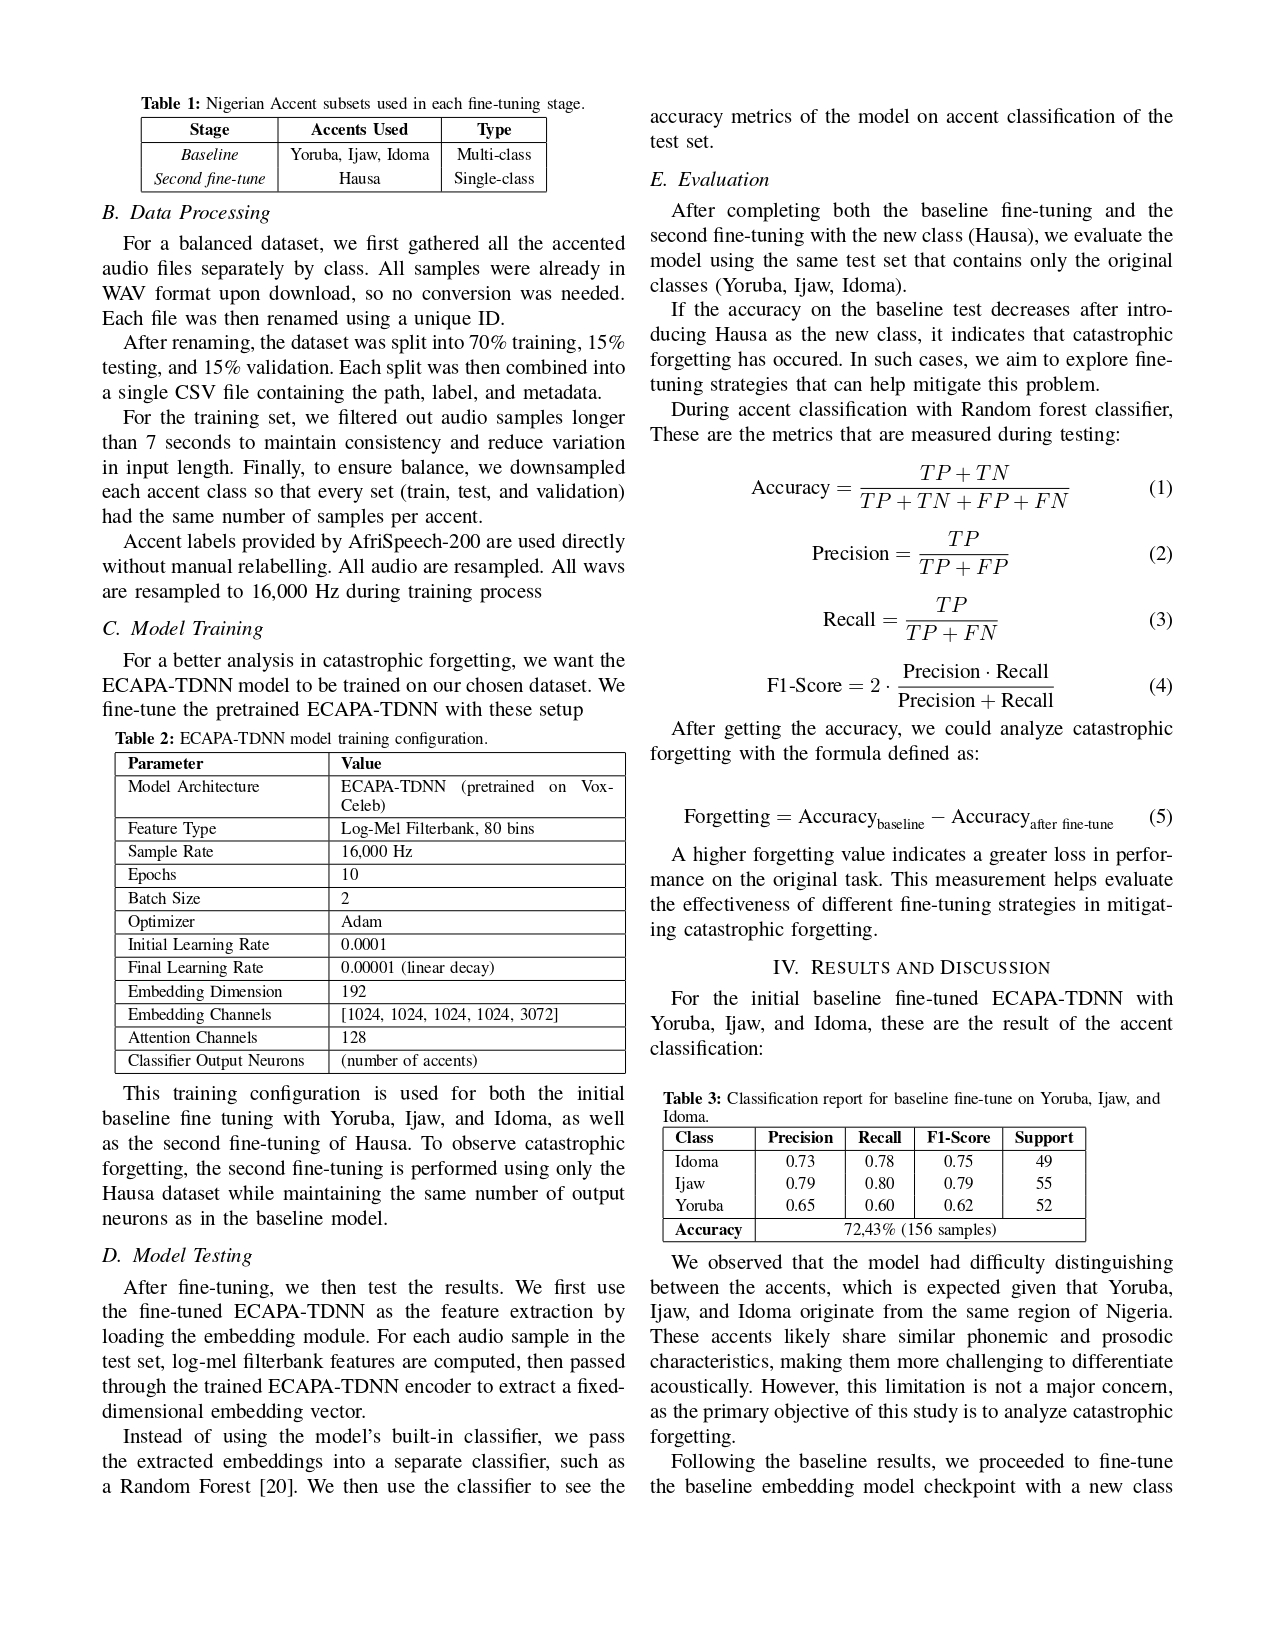 Table 1: Nigerian Accent subsets used in each fine-tuning stage.
Stage Accents Used Type
Baseline Yoruba, Ijaw, Idoma Multi-class
Second fine-tune Hausa Single-class
B. Data Processing
For a balanced dataset, we first gathered all the accented
audio files separately by class. All samples were already in
WAV format upon download, so no conversion was needed.
Each file was then renamed using a unique ID.
After renaming, the dataset was split into 70% training, 15%
testing, and 15% validation. Each split was then combined into
a single CSV file containing the path, label, and metadata.
For the training set, we filtered out audio samples longer
than 7 seconds to maintain consistency and reduce variation
in input length. Finally, to ensure balance, we downsampled
each accent class so that every set (train, test, and validation)
had the same number of samples per accent.
Accent labels provided by AfriSpeech-200 are used directly
without manual relabelling. All audio are resampled. All wavs
are resampled to 16,000 Hz during training process
C. Model Training
For a better analysis in catastrophic forgetting, we want the
ECAPA-TDNN model to be trained on our chosen dataset. We
fine-tune the pretrained ECAPA-TDNN with these setup
Table 2: ECAPA-TDNN model training configuration.
Parameter Value
Model Architecture ECAPA-TDNN (pretrained on Vox-
Celeb)
Feature Type Log-Mel Filterbank, 80 bins
Sample Rate 16,000 Hz
Epochs 10
Batch Size 2
Optimizer Adam
Initial Learning Rate 0.0001
Final Learning Rate 0.00001 (linear decay)
Embedding Dimension 192
Embedding Channels [1024, 1024, 1024, 1024, 3072]
Attention Channels 128
Classifier Output Neurons (number of accents)
This training configuration is used for both the initial
baseline fine tuning with Yoruba, Ijaw, and Idoma, as well
as the second fine-tuning of Hausa. To observe catastrophic
forgetting, the second fine-tuning is performed using only the
Hausa dataset while maintaining the same number of output
neurons as in the baseline model.
D. Model Testing
After fine-tuning, we then test the results. We first use
the fine-tuned ECAPA-TDNN as the feature extraction by
loading the embedding module. For each audio sample in the
test set, log-mel filterbank features are computed, then passed
through the trained ECAPA-TDNN encoder to extract a fixed-
dimensional embedding vector.
Instead of using the model's built-in classifier, we pass
the extracted embeddings into a separate classifier, such as
a Random Forest [20]. We then use the classifier to see the
accuracy metrics of the model on accent classification of the
test set.
E. Evaluation
After completing both the baseline fine-tuning and the
second fine-tuning with the new class (Hausa), we evaluate the
model using the same test set that contains only the original
classes (Yoruba, Ijaw, Idoma).
If the accuracy on the baseline test decreases after intro-
ducing Hausa as the new class, it indicates that catastrophic
forgetting has occured. In such cases, we aim to explore fine-
tuning strategies that can help mitigate this problem.
During accent classification with Random forest classifier,
These are the metrics that are measured during testing:
Accuracy = TP + TN / TP + TN + FP + FN (1)
Precision = TP / TP + FP (2)
Recall = TP / TP + FN (3)
F1-Score = 2 · Precision · Recall / Precision + Recall (4)
After getting the accuracy, we could analyze catastrophic
forgetting with the formula defined as:
Forgetting = Accuracy baseline − Accuracy after fine-tune (5)
A higher forgetting value indicates a greater loss in perfor-
mance on the original task. This measurement helps evaluate
the effectiveness of different fine-tuning strategies in mitigat-
ing catastrophic forgetting.
IV. RESULTS AND DISCUSSION
For the initial baseline fine-tuned ECAPA-TDNN with
Yoruba, Ijaw, and Idoma, these are the result of the accent
classification:
Table 3: Classification report for baseline fine-tune on Yoruba, Ijaw, and
Idoma.
Class Precision Recall F1-Score Support
Idoma 0.73 0.78 0.75 49
Ijaw 0.79 0.80 0.79 55
Yoruba 0.65 0.60 0.62 52
Accuracy 72,43% (156 samples)
We observed that the model had difficulty distinguishing
between the accents, which is expected given that Yoruba,
Ijaw, and Idoma originate from the same region of Nigeria.
These accents likely share similar phonemic and prosodic
characteristics, making them more challenging to differentiate
acoustically. However, this limitation is not a major concern,
as the primary objective of this study is to analyze catastrophic
forgetting.
Following the baseline results, we proceeded to fine-tune
the baseline embedding model checkpoint with a new class